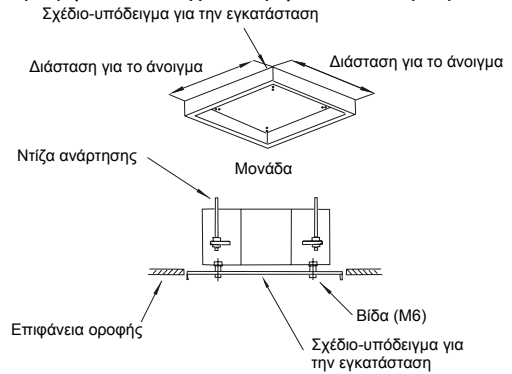 Σχέδιο-υπόδειγμα για την εγκατάσταση
Διάσταση για το άνοιγμα
Διάσταση για το άνοιγμα
Ντίζα ανάρτησης
Μονάδα
Βίδα (M6)
Επιφάνεια οροφής
Σχέδιο-υπόδειγμα για
την εγκατάσταση